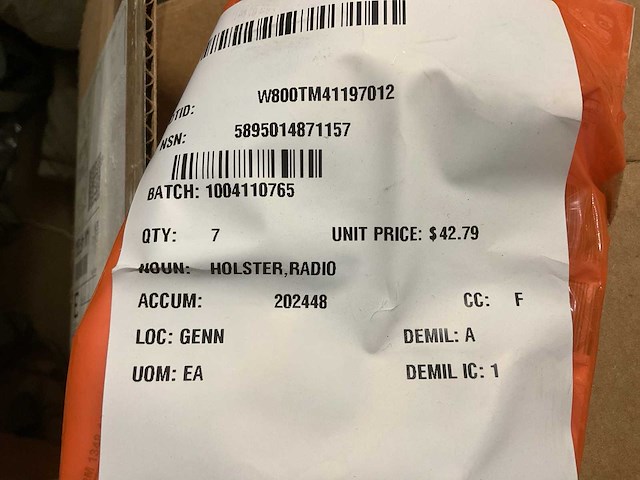 W800TM41197012
TID:
5895014871157
NSN:
BATCH: 1004110765
QTY: 7 UNIT PRICE: $42.79
NOUN: HOLSTER,RADIO
ACCUM: 202448 CC: F
LOC: GENN DEMIL: A
UOM: EA DEMIL IC: 1